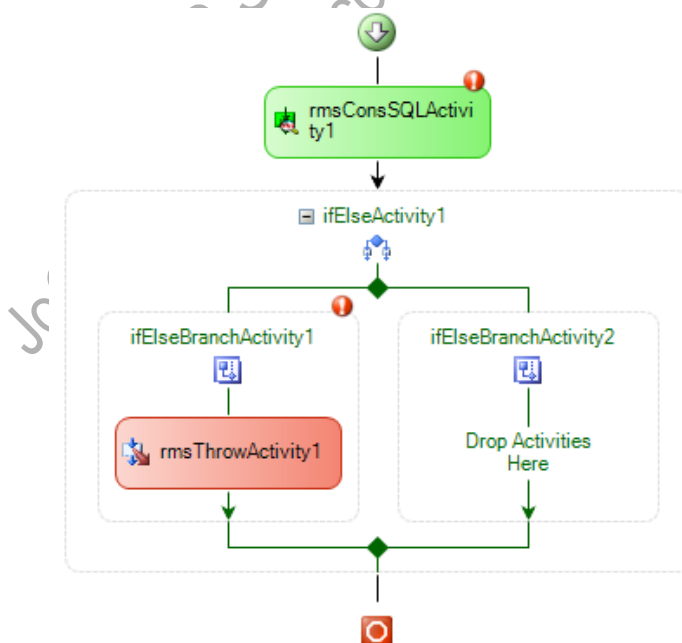 rmsConsSQLActivi
ty1
ifElseActivity1
ifElseBranchActivity1
ifElseBranchActivity2
rmsThrowActivity1
Drop Activities
Here